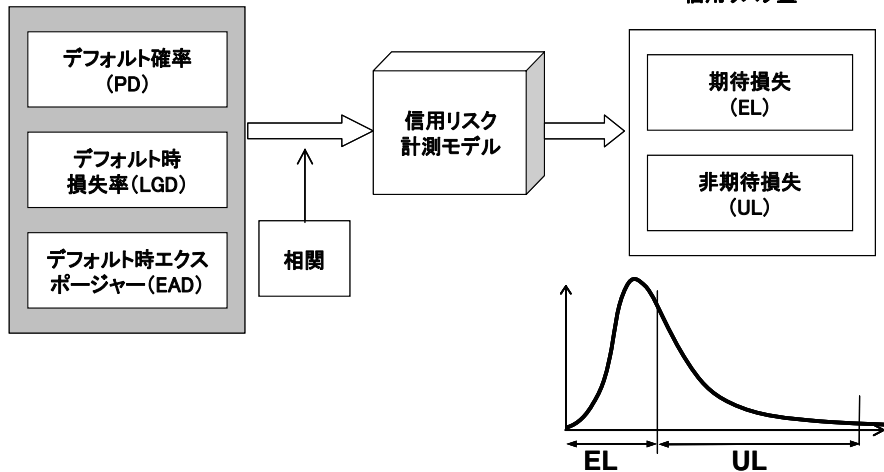 デフォルト確率
(PD)
デフォルト時
損失率(LGD)
デフォルト時エクス
ポージャー(EAD)
相関
信用リスク
計測モデル
期待損失
(EL)
非期待損失
(UL)
EL
UL